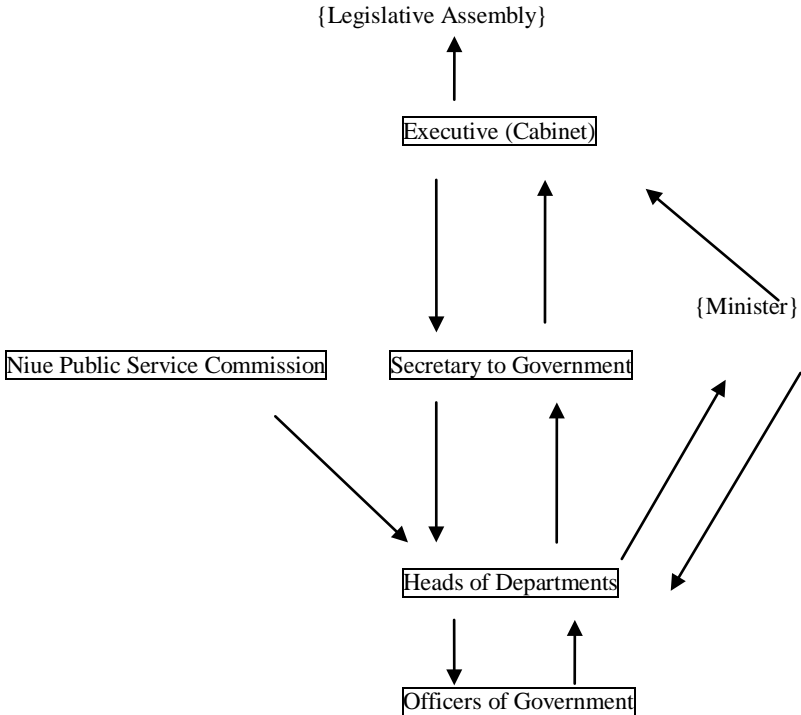 {Legislative Assembly}
Executive (Cabinet)
{Minister}
Niue Public Service Commission
Secretary to Government
Heads of Departments
Officers of Government